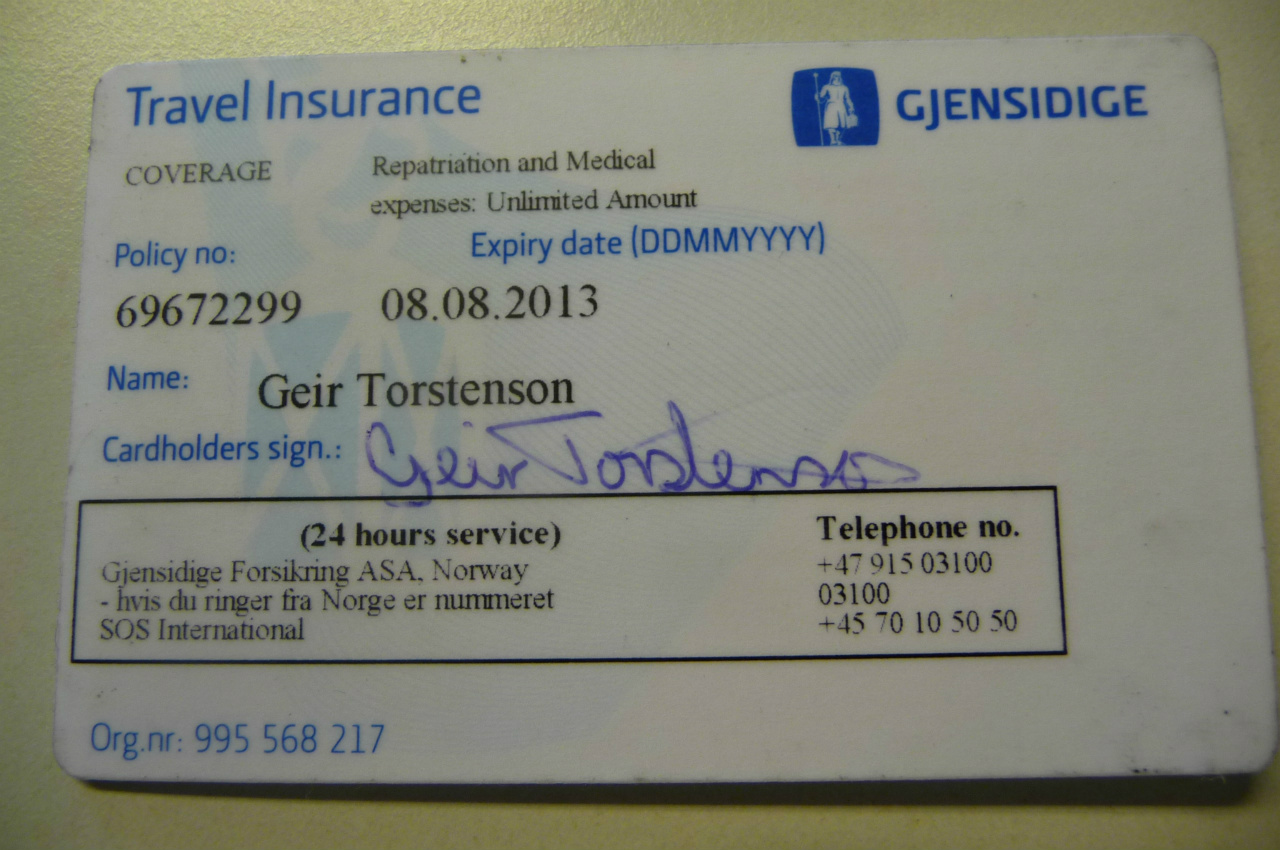 Travel Insurance
GJENSIDIGE
COVERAGE Repatriation and Medical
expenses: Unlimited Amount
Policy no: Expiry date (DDMMYYYY)
69672299 08.08.2013
Name: Geir Torstenson
Cardholders sign.: Geir Torstenson
(24 hours service) Telephone no.
Gjensidige Forsikring ASA, Norway +47 915 03100
- hvis du ringer fra Norge er nummeret 03100
SOS International +45 70 10 50 50
Org.nr: 995 568 217